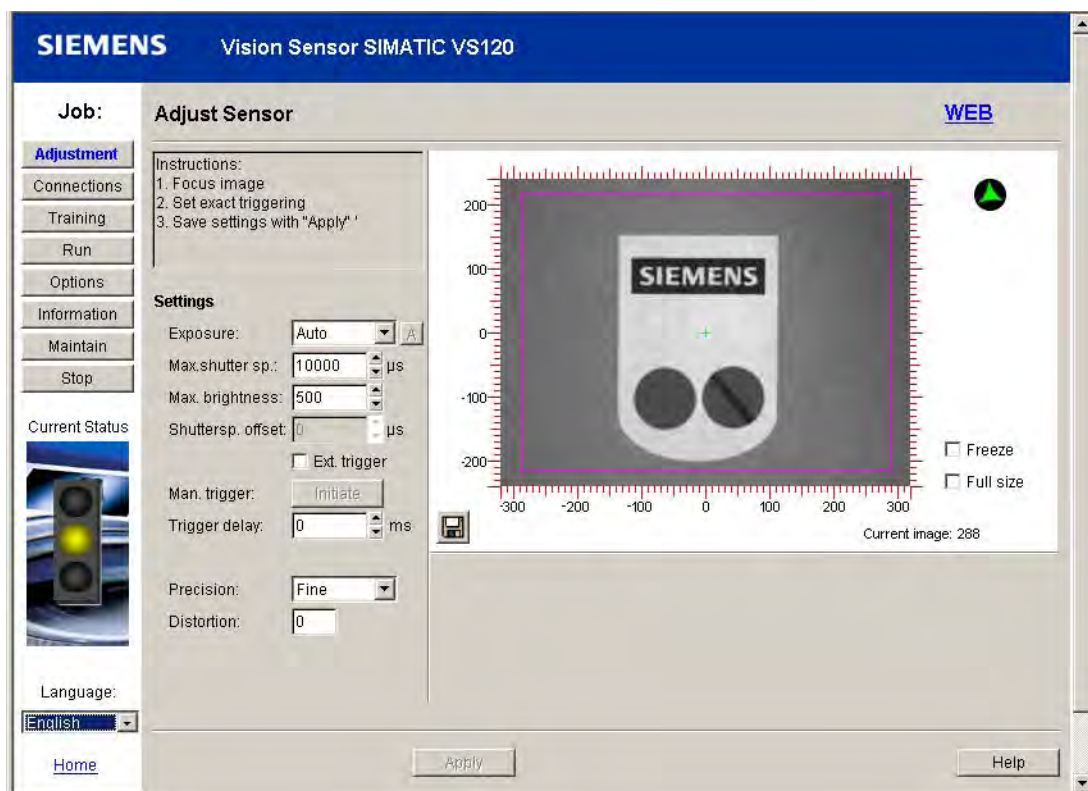 SIEMENS Vision Sensor SIMATIC VS120
Job:
Adjust Sensor
WEB
Adjustment
Connections
Training
Run
Options
Information
Maintain
Stop
Current Status
Language:
English
Home
Instructions:
1. Focus image
2. Set exact triggering
3. Save settings with "Apply" '
Settings
Exposure: Auto A
Max.shutter sp.: 10000 µs
Max. brightness: 500
Shuttersp. offset: 0 µs
Ext. trigger
Man. trigger: Initiate
Trigger delay: 0 ms
Precision: Fine
Distortion: 0
200
100
0
-100
-200
SIEMENS
-300 -200 -100 0 100 200 300
Freeze
Full size
Current image: 288
Apply
Help